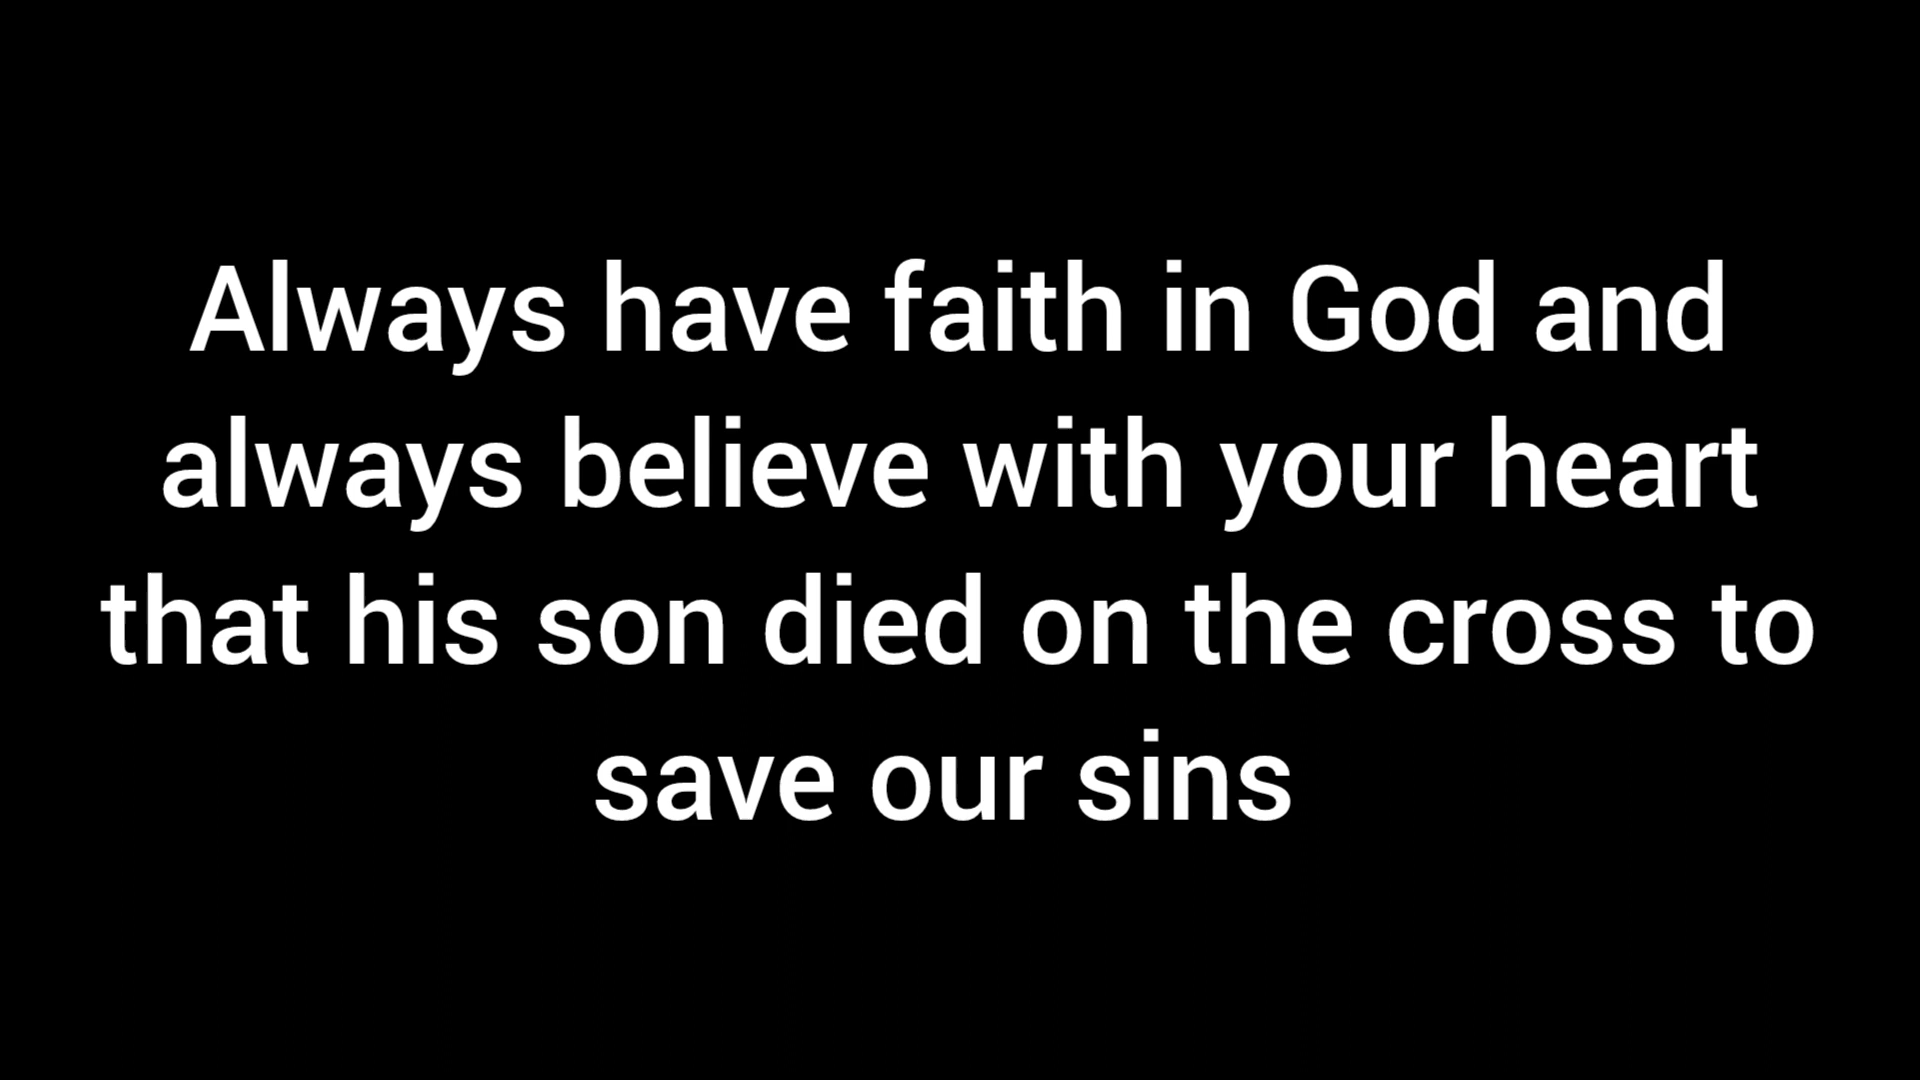 Always have faith in God and
always believe with your heart
that his son died on the cross to
save our sins